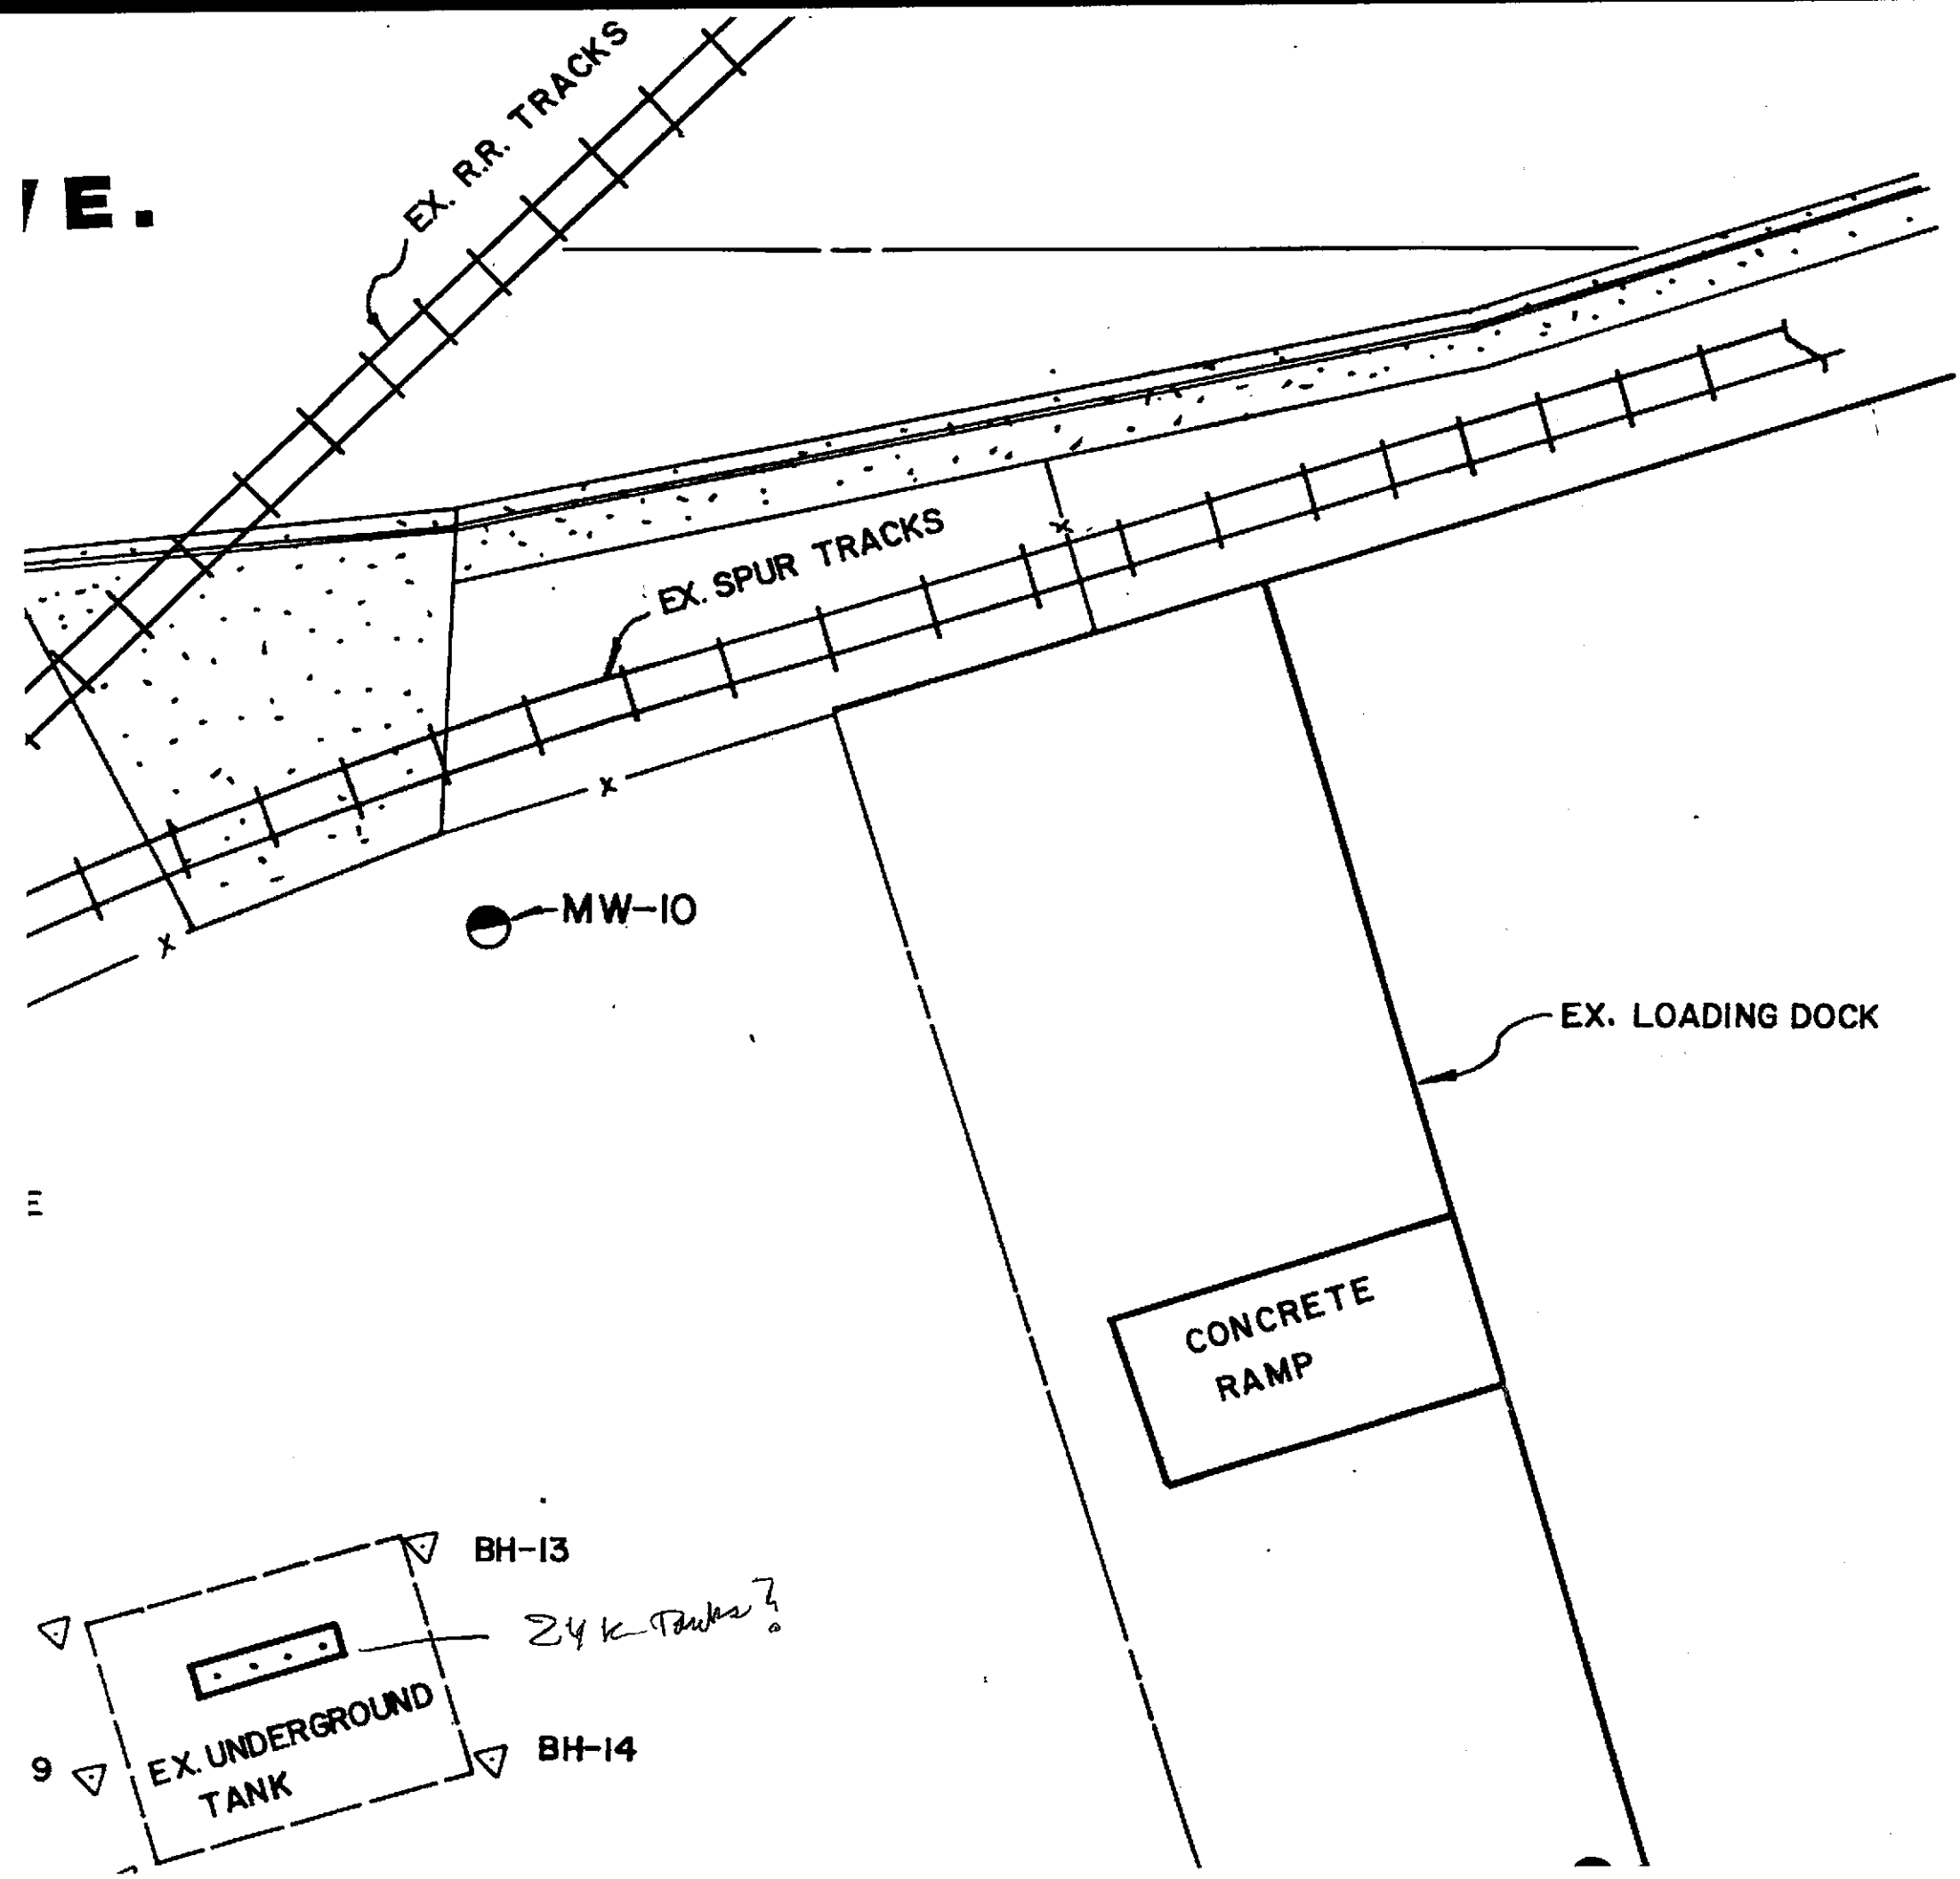 EX. R.R. TRACKS
E.
EX. SPUR TRACKS
MW-10
EX. LOADING DOCK
CONCRETE
RAMP
BH-13
24K Tanks?
EX. UNDERGROUND
TANK
BH-14
9